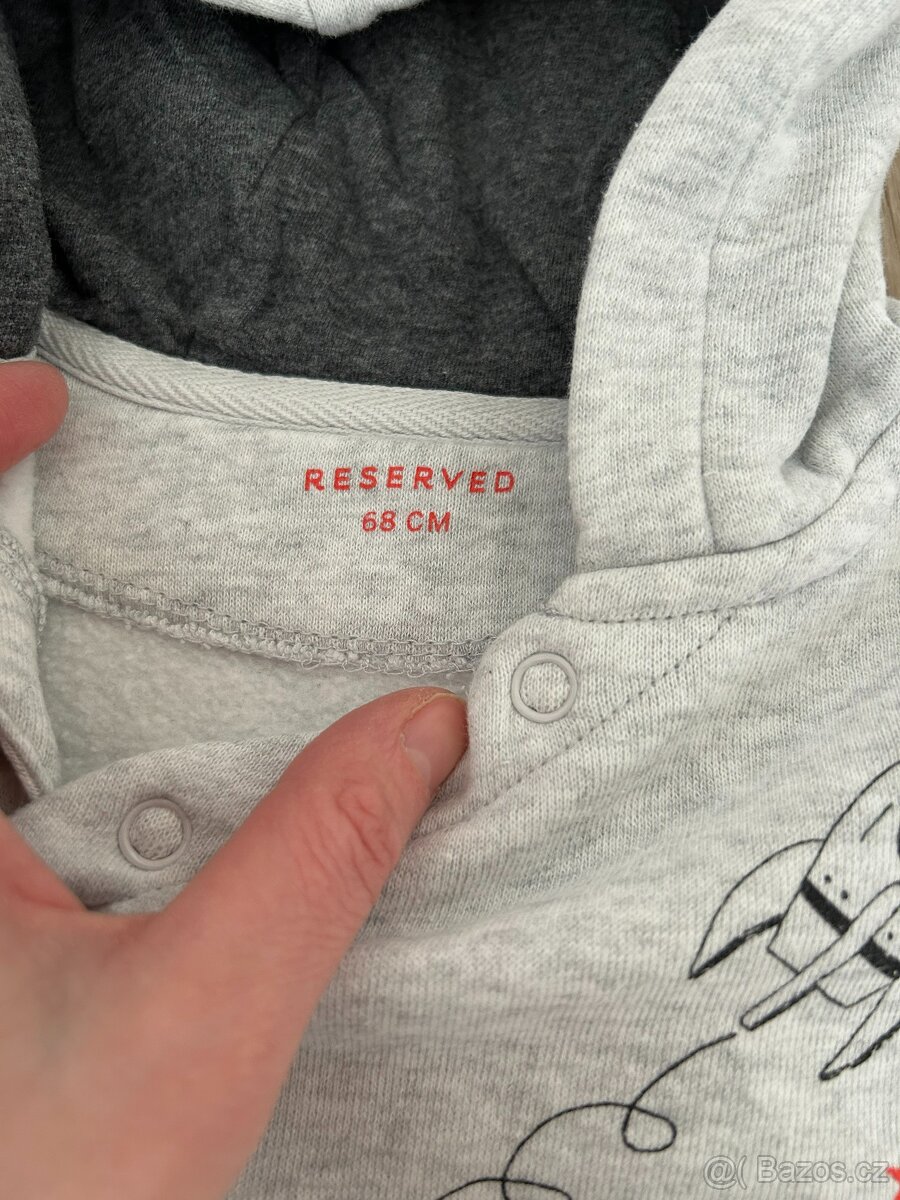 RESERVED
68 CM
@( Bazos.cz